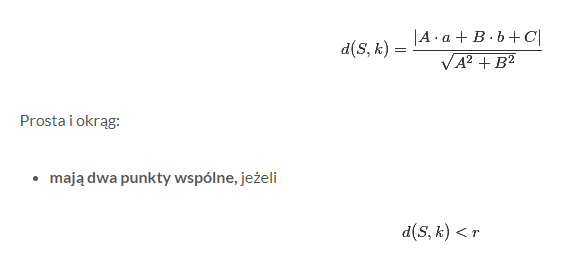 d(S, k) = |A · a + B · b + C| / √(A² + B²)
Prosta i okrąg:
• mają dwa punkty wspólne, jeżeli
d(S, k) < r